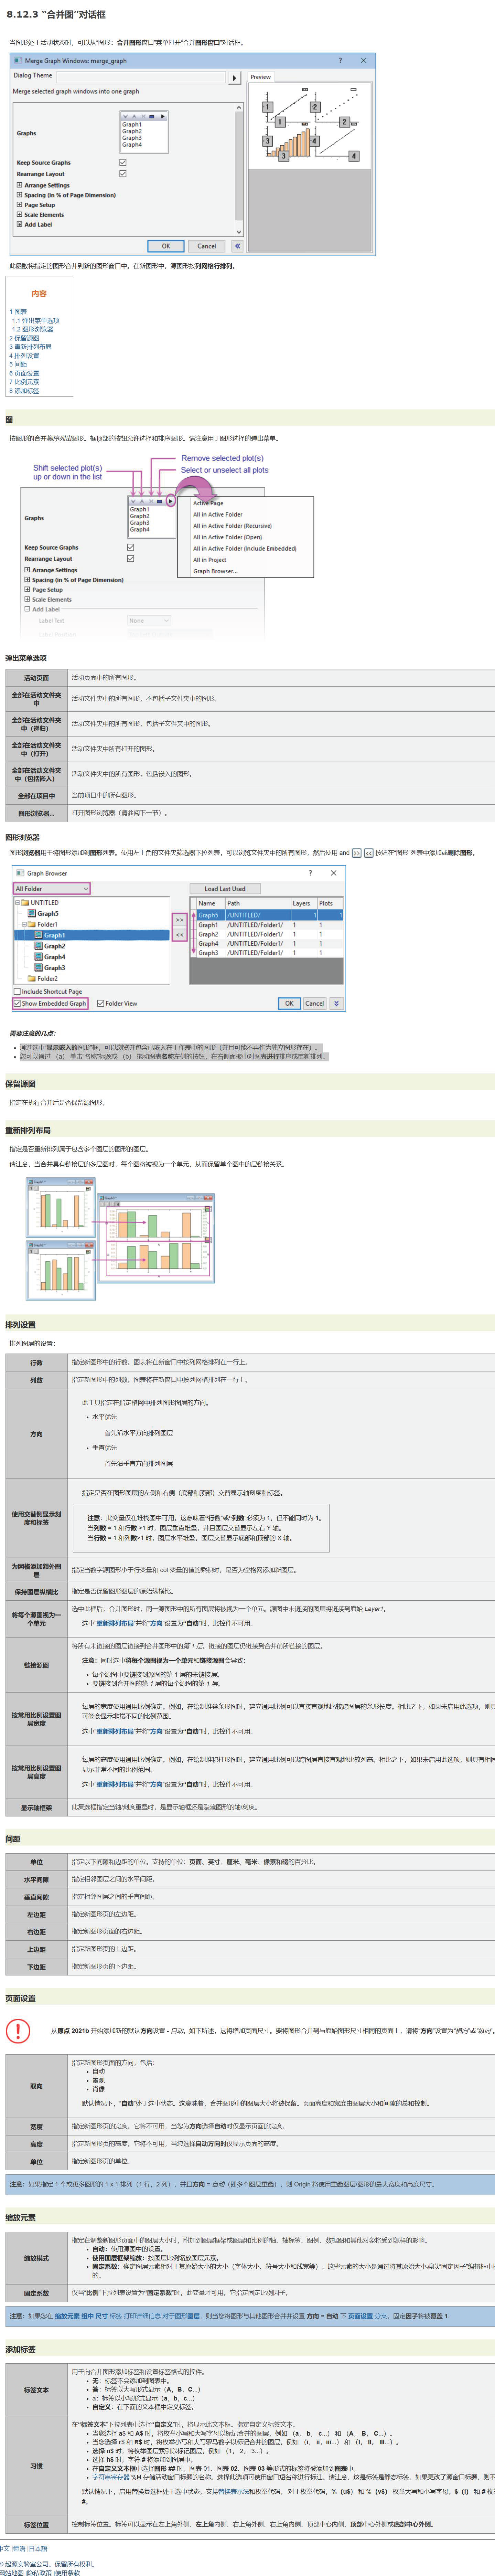 8.12.3 “合并图”对话框
当图形处于活动状态时，可以从“图形：合并图形窗口”菜单打开“合并图形窗口”对话框。
Merge Graph Windows: merge_graph
Dialog Theme
Preview
Merge selected graph windows into one graph
Graphs
Graph1
Graph2
Graph3
Graph4
Keep Source Graphs
Rearrange Layout
Arrange Settings
Spacing (in % of Page Dimension)
Page Setup
Scale Elements
Add Label
OK
Cancel
此函数将指定的图形合并到新的图形窗口中。在新图形中，源图形按列网格行排列。
内容
1 图表
1.1 弹出菜单选项
1.2 图形浏览器
2 保留源图
3 重新排列布局
4 排列设置
5 间距
6 页面设置
7 比例元素
8 添加标签
图
按图形的合并顺序列出图形。框顶部的按钮允许选择和排序图形。请注意用于图形选择的弹出菜单。
Remove selected plot(s)
Shift selected plot(s)
up or down in the list
Select or unselect all plots
Graphs
Graph1
Graph2
Graph3
Graph4
Active Page
All in Active Folder
All in Active Folder (Recursive)
All in Active Folder (Open)
All in Active Folder (Include Embedded)
All in Project
Graph Browser...
Keep Source Graphs
Rearrange Layout
Arrange Settings
Spacing (in % of Page Dimension)
Page Setup
Scale Elements
Add Label
Label Text
None
弹出菜单选项
活动页面 活动页面中的所有图形。
全部在活动文件夹中 活动文件夹中的所有图形，不包括子文件夹中的图形。
全部在活动文件夹中（递归） 活动文件夹中的所有图形，包括子文件夹中的图形。
全部在活动文件夹中（打开） 活动文件夹中所有打开的图形。
全部在活动文件夹中（包括嵌入） 活动文件夹中的所有图形，包括嵌入的图形。
全部在项目中 当前项目中的所有图形。
图形浏览器... 打开图形浏览器（请参阅下一节）。
图形浏览器
图形浏览器用于将图形添加到图形列表。使用左上角的文件夹筛选器下拉列表，可以浏览文件夹中的所有图形，然后使用 and >> << 按钮在“图形”列表中添加或删除图形。
Graph Browser
All Folder
Load Last Used
UNTITLED
Graph5
Folder1
Graph1
Graph2
Graph4
Graph3
Folder2
>>
<<
Name Path Layers Plots
Graph5 /UNTITLED/ 1 1
Graph1 /UNTITLED/Folder1/ 1 1
Graph2 /UNTITLED/Folder1/ 1 1
Graph4 /UNTITLED/Folder1/ 1 1
Graph3 /UNTITLED/Folder1/ 1 1
Include Shortcut Page
Show Embedded Graph
Folder View
OK
Cancel
需要注意的几点：
通过选中“显示嵌入的图形”框，可以浏览并包含已嵌入在工作表中的图形（并且可能不再作为独立图形存在）。
您可以通过 （a） 单击“名称”标题或 （b） 拖动图表名称左侧的按钮，在右侧面板中对图表进行排序或重新排列。
保留源图
指定在执行合并后是否保留源图形。
重新排列布局
指定是否重新排列属于包含多个图层的图形的图层。
请注意，当合并具有链接层的多层图时，每个图将被视为一个单元，从而保留单个图中的层链接关系。
排列设置
排列图层的设置：
行数 指定新图形中的行数。图表将在新窗口中按列网格排列在一行上。
列数 指定新图形中的列数。图表将在新窗口中按列网格排列在一行上。
方向
此工具指定在指定格网中排列图形图层的方向。
水平优先
首先沿水平方向排列图层
垂直优先
首先沿垂直方向排列图层
使用交替侧显示刻度和标签
指定是否在图形图层的左侧和右侧（底部和顶部）交替显示轴刻度和标签。
注意：此变量仅在堆栈图中可用。这意味着“行数”或“列数”必须为 1，但不能同时为 1。
当列数 = 1 和行数 >1 时，图层垂直堆叠，并且图层交替显示左右 Y 轴。
当行数 = 1 和列数>1 时，图层水平堆叠，图层交替显示底部和顶部的 X 轴。
为网格添加额外图层 指定当数字源图形小于行变量和 col 变量的值的乘积时，是否为空格网添加新图层。
保持图层纵横比 指定是否保留图形图层的原始纵横比。
将每个源图视为一个单元
选中此框后，合并图形时，同一源图形中的所有图层将被视为一个单元。源图中未链接的图层将链接到原始 Layer1。
选中“重新排列布局”并将“方向”设置为“自动”时，此控件不可用。
链接源图
将所有未链接的图层链接到合并图形中的第 1 层。链接的图层仍链接到合并前所链接的图层。
注意：同时选中将每个源图视为一个单元和链接源图会导致：
每个源图中要链接到源图的第 1 层的未链接层。
要链接到合并图的第 1 层的每个源图的第 1 层。
按常用比例设置图层宽度
每层的宽度使用通用比例确定。例如，在绘制堆叠条形图时，建立通用比例可以直接直观地比较跨图层的条形长度。相比之下，如果未启用此选项，则具
可能会显示非常不同的比例范围。
选中“重新排列布局”并将“方向”设置为“自动”时，此控件不可用。
按常用比例设置图层高度
每层的高度使用通用比例确定。例如，在绘制堆积柱形图时，建立通用比例可以跨图层直接直观地比较列高。相比之下，如果未启用此选项，则具有相同
显示非常不同的比例范围。
选中“重新排列布局”并将“方向”设置为“自动”时，此控件不可用。
显示轴框架 此复选框指定当轴/刻度重叠时，是显示轴框还是隐藏图形的轴/刻度。
间距
单位 指定以下间隙和边距的单位。支持的单位：页面、英寸、厘米、毫米、像素和磅的百分比。
水平间隙 指定相邻图层之间的水平间距。
垂直间隙 指定相邻图层之间的垂直间距。
左边距 指定新图形页的左边距。
右边距 指定新图形页面的右边距。
上边距 指定新图形页的上边距。
下边距 指定新图形页的下边距。
页面设置
从原点 2021b 开始添加新的默认方向设置 - 自动。如下所述，这将增加页面尺寸。要将图形合并到与原始图形尺寸相同的页面上，请将“方向”设置为“横向”或“纵向”。
取向
指定新图形页面的方向，包括：
自动
景观
肖像
默认情况下，“自动”处于选中状态。这意味着，合并图形中的图层大小将被保留。页面高度和宽度由图层大小和间隙的总和控制。
宽度 指定新图形页的宽度。它将不可用，当您为方向选择自动时仅显示页面的宽度。
高度 指定新图形页的高度。它将不可用，当您选择自动方向时仅显示页面的高度。
单位 指定新图形页的单位。
注意：如果指定 1 个或更多图形的 1 x 1 排列（1 行，2 列），并且方向 = 自动（即多个图层重叠），则 Origin 将使用重叠图层/图形的最大宽度和高度尺寸。
缩放元素
缩放模式
指定在调整新图形页面中的图层大小时，附加到图层框架或图层和比例的轴、轴标签、图例、数据图和其他对象将受到怎样的影响。
自动：使用源图中的设置。
使用图层框架缩放：按图层比例缩放图层元素。
固定系数：确定图层元素相对于其原始大小的大小（字体大小、符号大小和线宽等）。这些元素的大小是通过将其原始大小乘以“固定因子”编辑框中
的。
固定系数 仅当“比例”下拉列表设置为“固定系数”时，此变量才可用。它指定固定比例因子。
注意：如果您在 缩放元素 组中 尺寸 标签 订旧详细信息 对于图形图层，则当您将图形与其他图形合并并设置 方向 = 自动 下 页面设置 分支，固定因子将被覆盖 1.
添加标签
标签文本
用于向合并图形添加标签和设置标签格式的控件。
无：标签不会添加到图表中。
答：标签以大写形式显示（A、B、C...）
a：标签以小写形式显示（a、b、c...）
自定义：在下面的文本框中定义标签。
习惯
在“标签文本”下拉列表中选择“自定义”时，将显示此文本框。指定自定义标签文本。
当您选择 a$ 和 A$ 时，将枚举小写和大写字母以标记合并的图层，例如 （a， b， c...） 和 （A， B， C...）。
当您选择 r$ 和 R$ 时，将枚举小写和大写罗马数字以标记合并的图层，例如 （i， ii， iii...） 和 （I， II， III...）。
选择 n$ 时，将枚举图层索引以标记图层，例如 （1， 2， 3...）。
选择 h$ 时，字符 # 将添加到图层中。
在自定义文本框中选择图形 ## 时，图表 01、图表 02、图表 03 等形式的标签将被添加到图表中。
字符串寄存器 %H 存储活动窗口标题的名称。选择此选项可使用窗口短名称进行标注。请注意，这是标签是静态标签。如果更改了源窗口标题，则不
默认情况下，启用替换复选框处于选中状态，支持替换表示法和枚举代码。 对于枚举代码，%（u$） 和 %（v$） 枚举大写和小写字母。$（i） 和 # 枚
#。
标签位置 控制标签位置。标签可以显示在左上角外侧、左上角内侧、右上角外侧、右上角内侧、顶部中心内侧、顶部中心外侧或底部中心外侧。
中文 |德语 |日本語
© 起源实验室公司。保留所有权利。
网站地图 |隐私政策 |使用条款